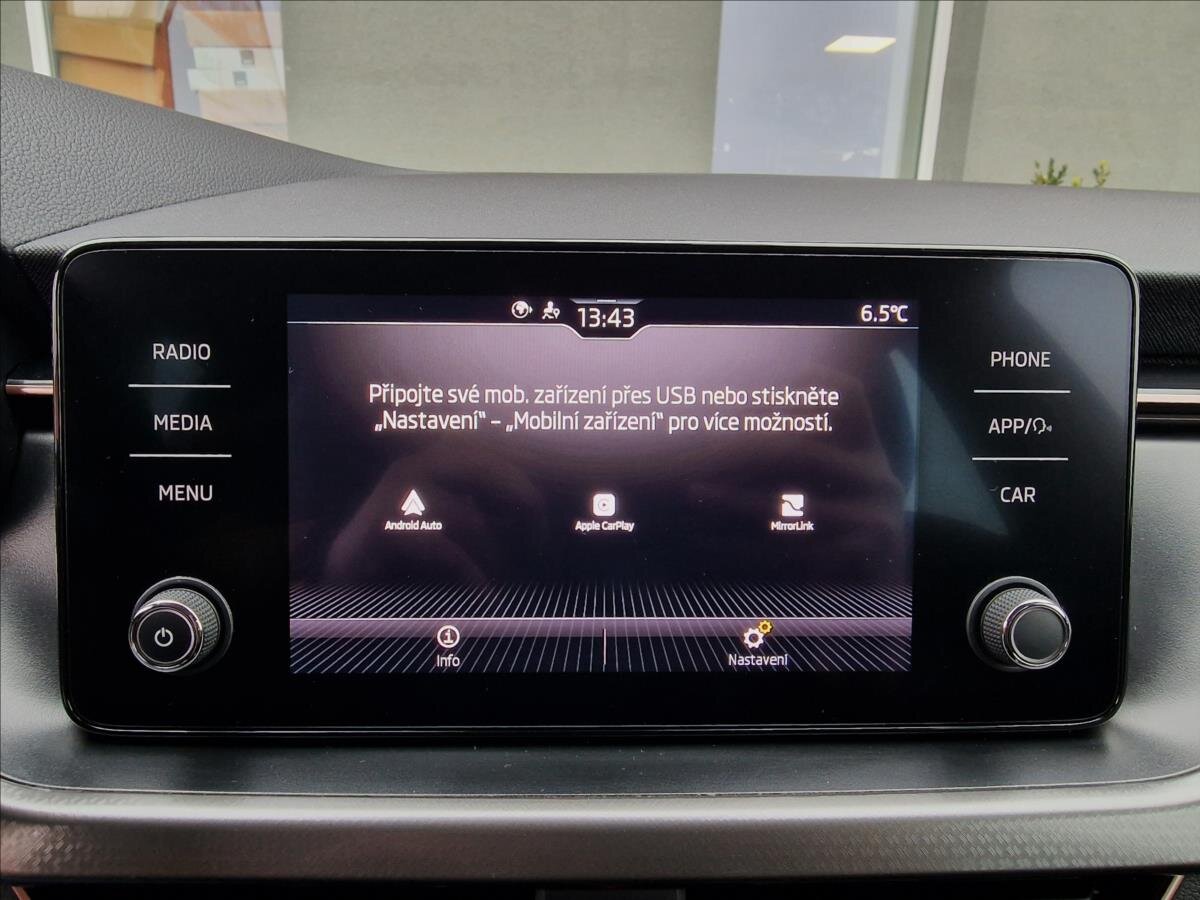 13:43
6.5°C
RADIO
MEDIA
MENU
Připojte své mob. zařízení přes USB nebo stiskněte
„Nastavení“ – „Mobilní zařízení“ pro více možností.
Android Auto
Apple CarPlay
MirrorLink
Info
Nastavení
PHONE
APP/
CAR